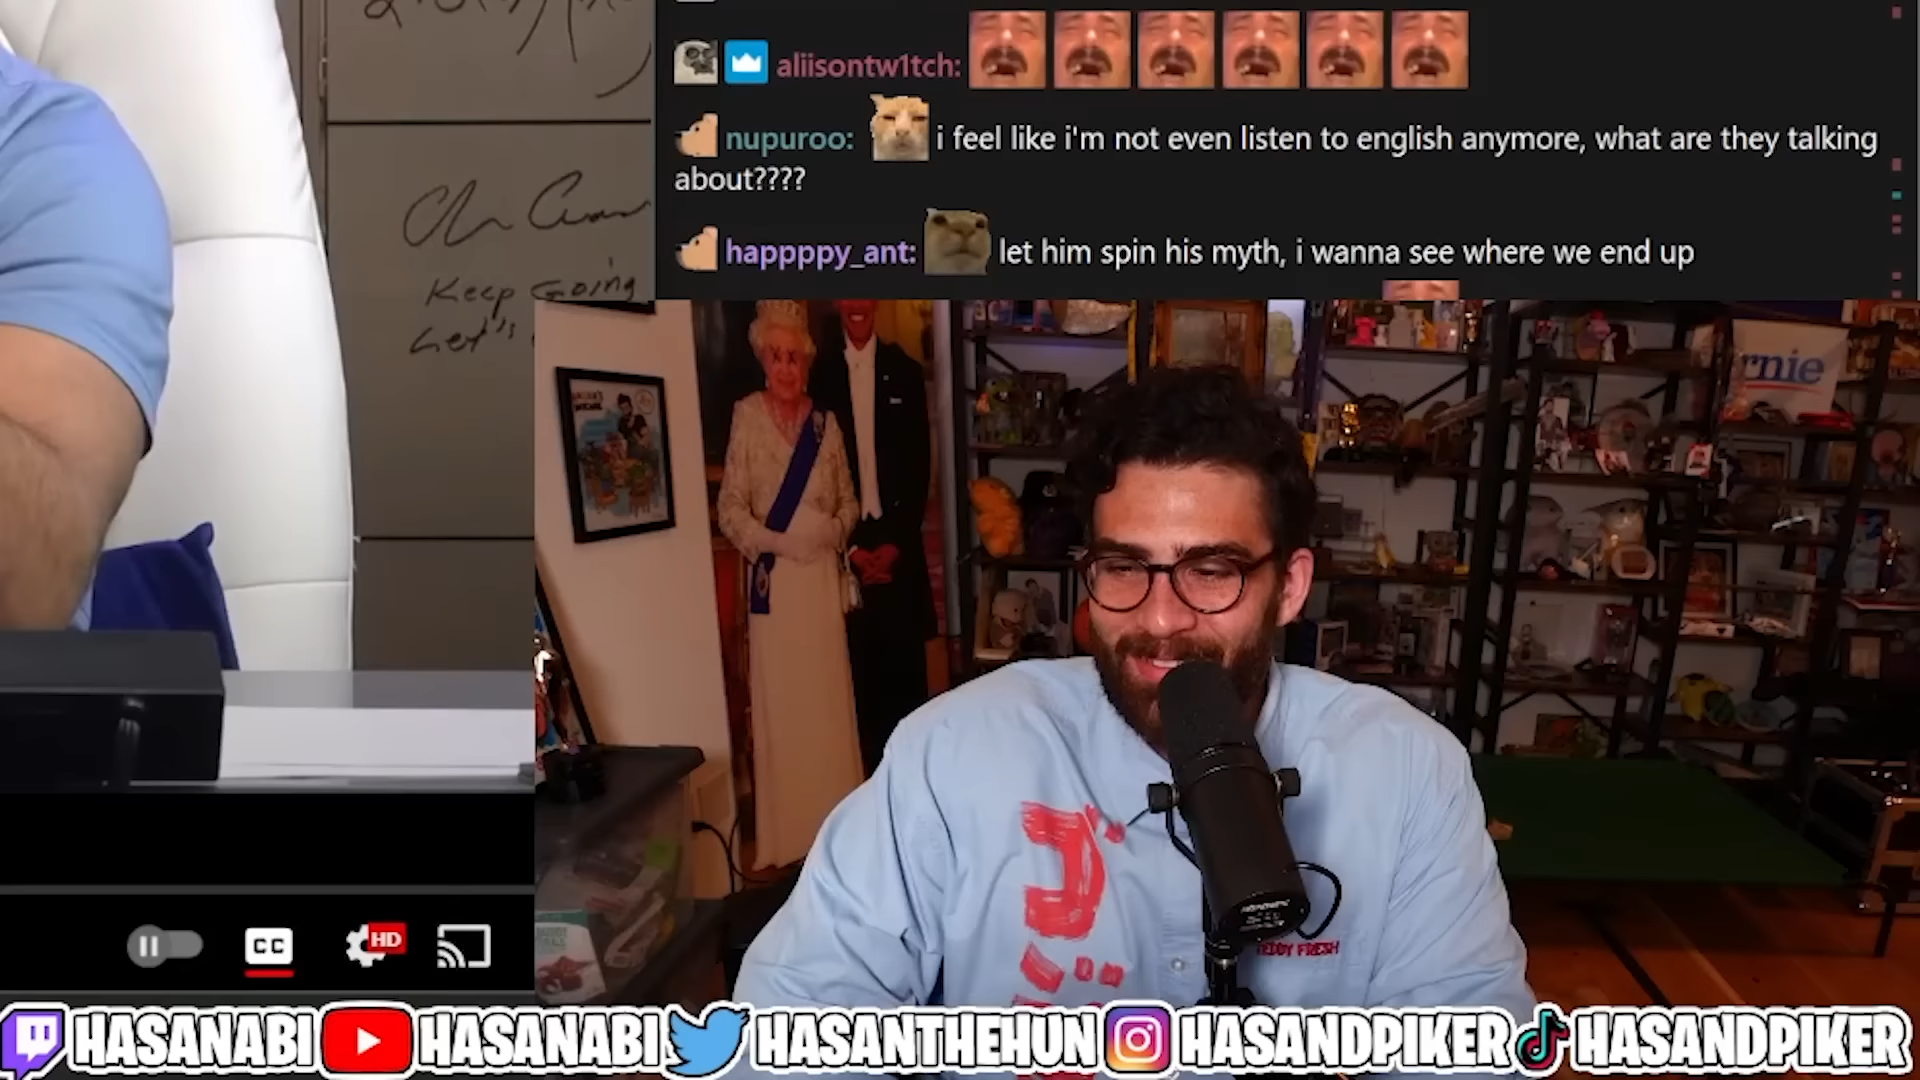 aliisontw1tch:
nupuroo: i feel like i'm not even listen to english anymore, what are they talking
about????
happppy_ant: let him spin his myth, i wanna see where we end up
Keep Going
Let's
rnie
CC
HD
TEDDY FRESH
HASANABI HASANABI HASANTHEHUN HASANDPIKER HASANDPIKER